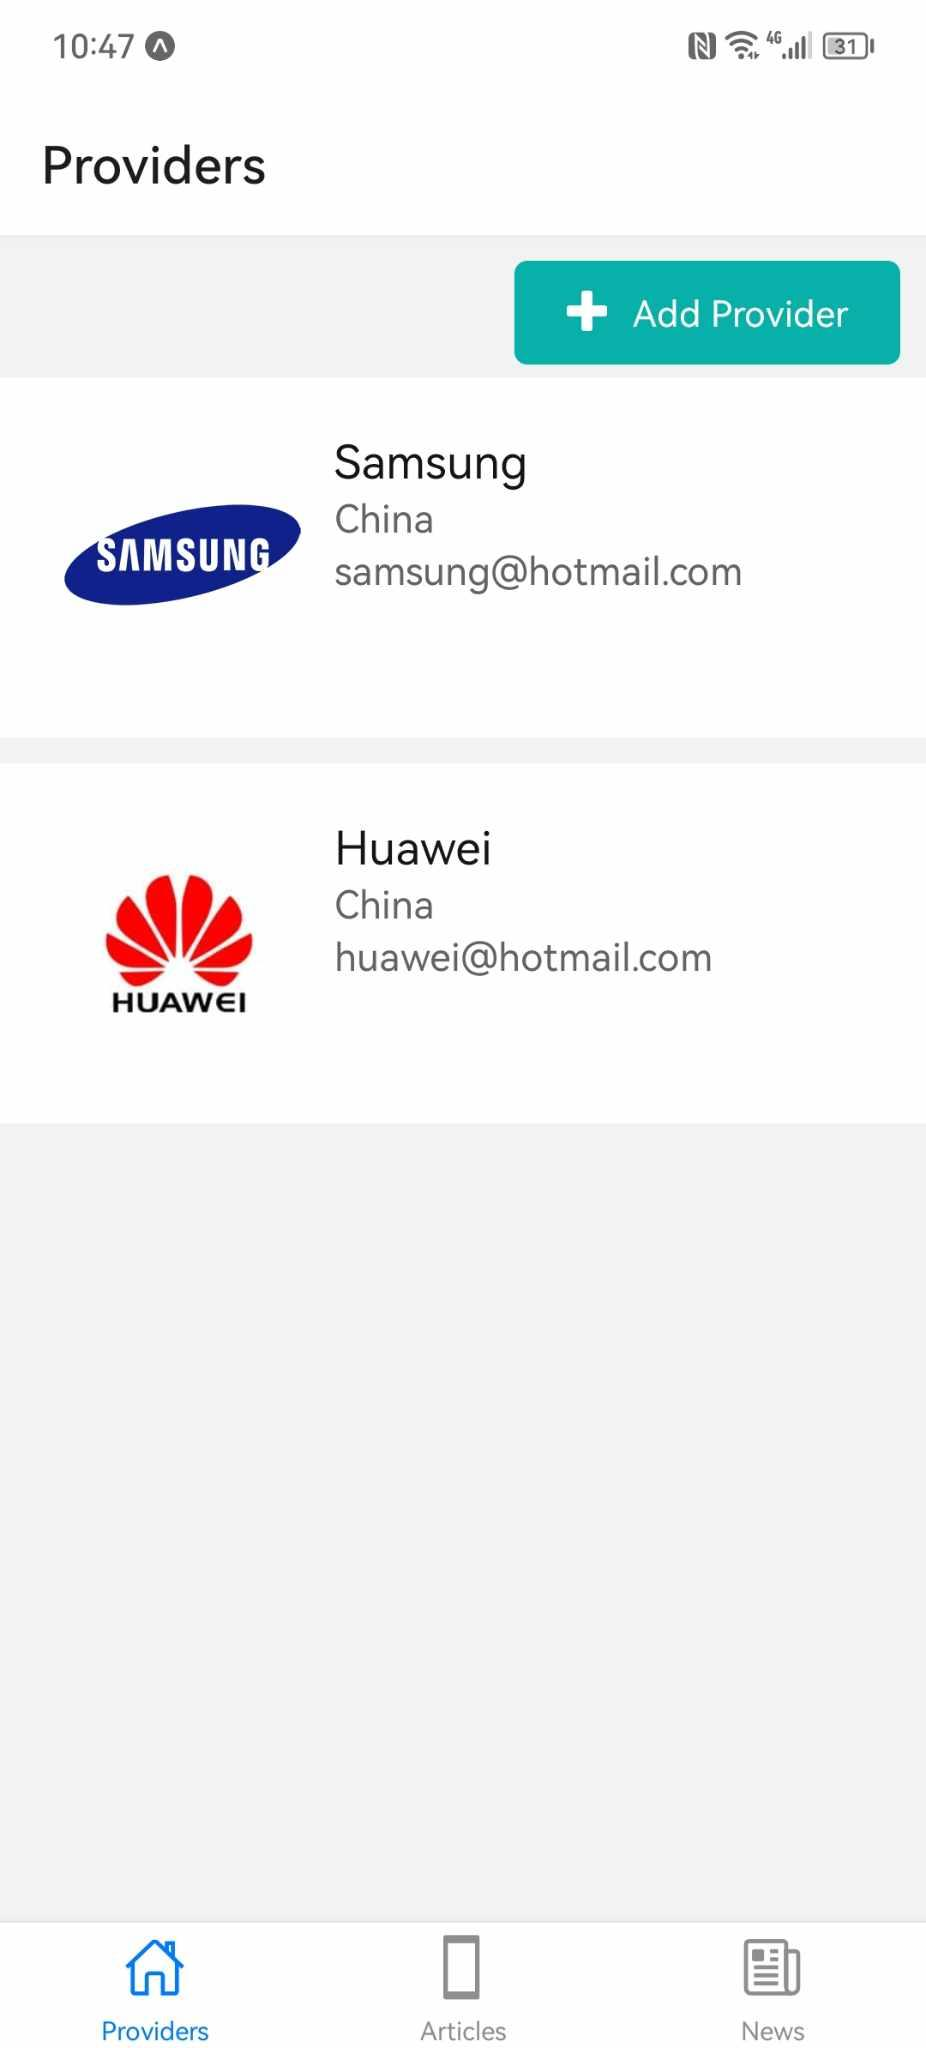 10:47
4G
31
Providers
Add Provider
Samsung
China
SAMSUNG
samsung@hotmail.com
Huawei
China
huawei@hotmail.com
HUAWEI
Providers
Articles
News